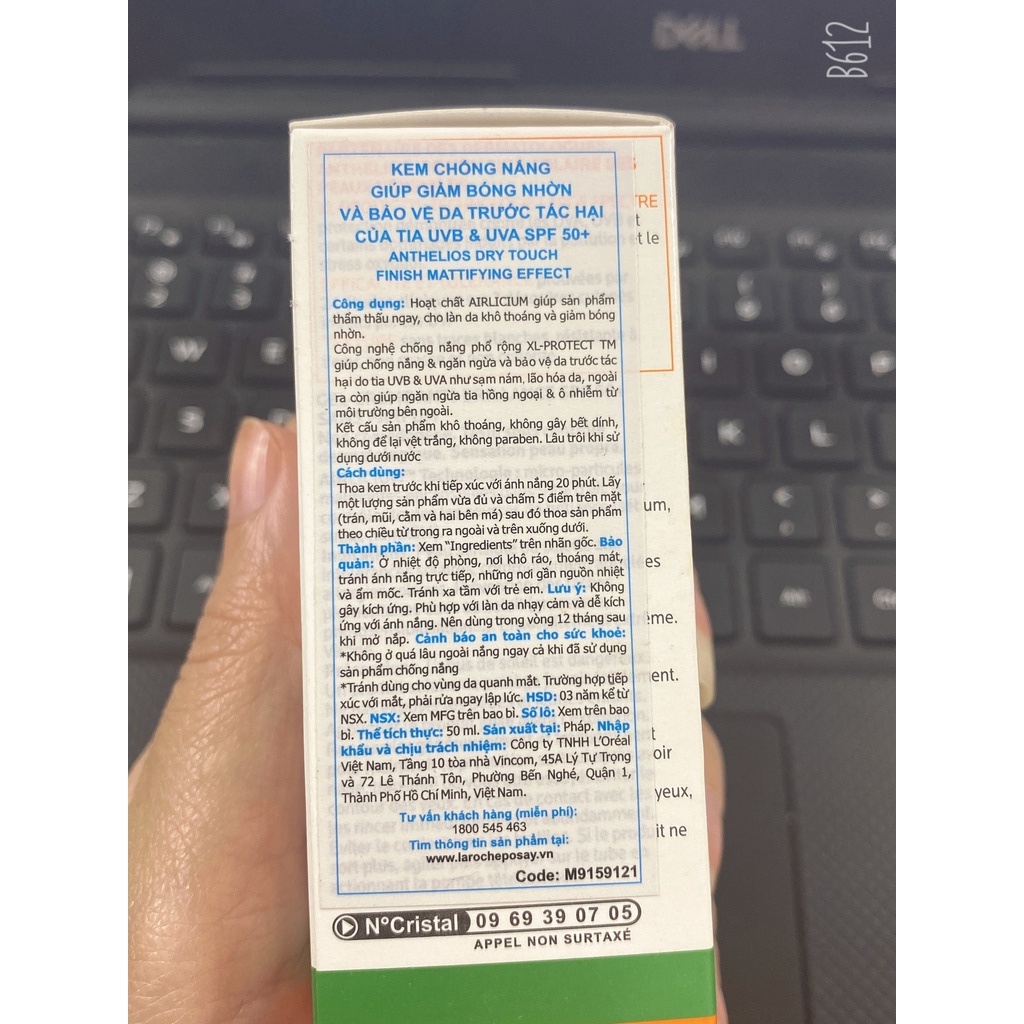 DELL
B612
KEM CHỐNG NẮNG
GIÚP GIẢM BÓNG NHỜN
VÀ BẢO VỆ DA TRƯỚC TÁC HẠI
CỦA TIA UVB & UVA SPF 50+
ANTHELIOS DRY TOUCH
FINISH MATTIFYING EFFECT
Công dụng: Hoạt chất AIRLICIUM giúp sản phẩm
thẩm thấu ngay, cho làn da khô thoáng và giảm bóng
nhờn.
Công nghệ chống nắng phổ rộng XL-PROTECT TM
giúp chống nắng & ngăn ngừa và bảo vệ da trước tác
hại do tia UVB & UVA như sạm nám, lão hóa da, ngoài
ra còn giúp ngăn ngừa tia hồng ngoại & ô nhiễm từ
môi trường bên ngoài.
Kết cấu sản phẩm khô thoáng, không gây bết dính,
không để lại vệt trắng, không paraben. Lâu trôi khi sử
dụng dưới nước
Cách dùng:
Thoa kem trước khi tiếp xúc với ánh nắng 20 phút. Lấy
một lượng sản phẩm vừa đủ và chấm 5 điểm trên mặt
(trán, mũi, cằm và hai bên má) sau đó thoa sản phẩm
theo chiều từ trong ra ngoài và trên xuống dưới.
Thành phần: Xem "Ingredients" trên nhãn gốc. Bảo
quản: Ở nhiệt độ phòng, nơi khô ráo, thoáng mát,
tránh ánh nắng trực tiếp, những nơi gần nguồn nhiệt
và ẩm mốc. Tránh xa tầm với trẻ em. Lưu ý: Không
gây kích ứng. Phù hợp với làn da nhạy cảm và dễ kích
ứng với ánh nắng. Nên dùng trong vòng 12 tháng sau
khi mở nắp. Cảnh báo an toàn cho sức khoẻ:
*Không ở quá lâu ngoài nắng ngay cả khi đã sử dụng
sản phẩm chống nắng
*Tránh dùng cho vùng da quanh mắt. Trường hợp tiếp
xúc với mắt, phải rửa ngay lập lức. HSD: 03 năm kể từ
NSX. NSX: Xem MFG trên bao bì. Số lô: Xem trên bao
bì. Thể tích thực: 50 ml. Sản xuất tại: Pháp. Nhập
khẩu và chịu trách nhiệm: Công ty TNHH L'Oréal
Việt Nam, Tầng 10 tòa nhà Vincom, 45A Lý Tự Trọng
và 72 Lê Thánh Tôn, Phường Bến Nghé, Quận 1,
Thành Phố Hồ Chí Minh, Việt Nam.
Tư vấn khách hàng (miễn phí):
1800 545 463
Tìm thông tin sản phẩm tại:
www.larocheposay.vn
Code: M9159121
N°Cristal 09 69 39 07 05
APPEL NON SURTAXÉ